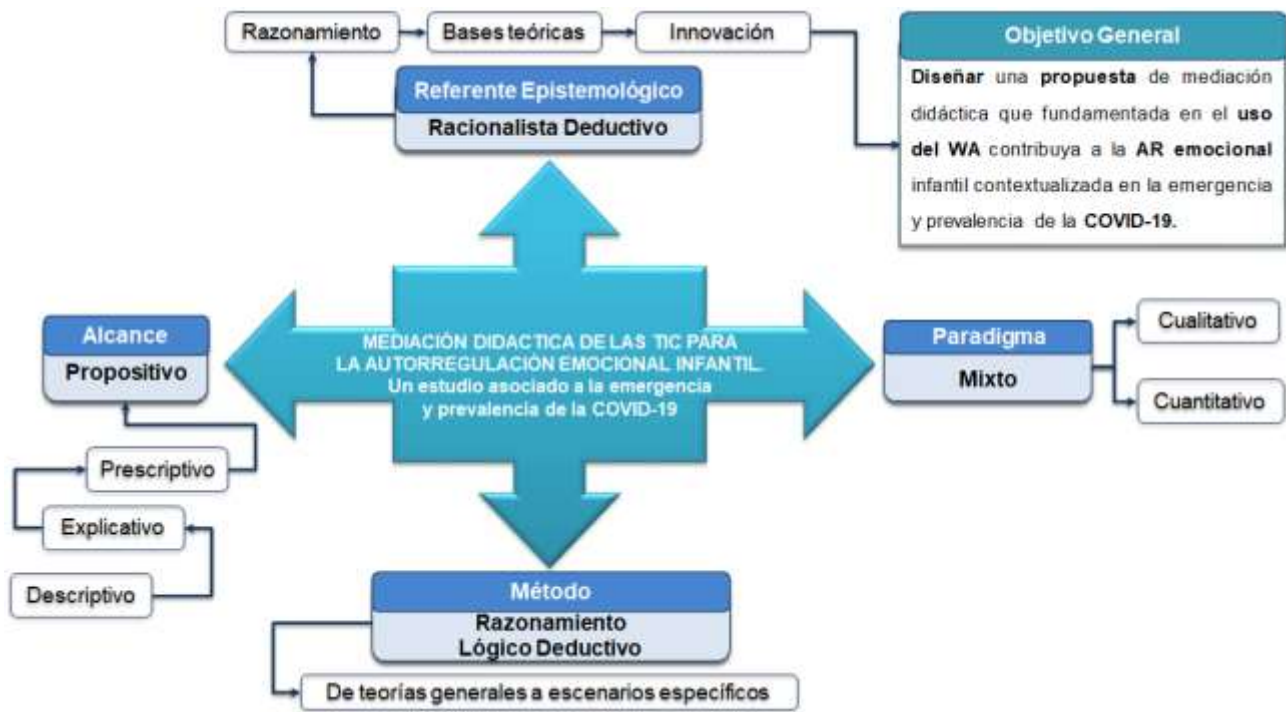 Razonamiento
Bases teóricas
Innovación
Referente Epistemológico
Racionalista Deductivo
Objetivo General
Diseñar una propuesta de mediación
didáctica que fundamentada en el uso
del WA contribuya a la AR emocional
infantil contextualizada en la emergencia
y prevalencia de la COVID-19.
Alcance
Propositivo
Prescriptivo
Explicativo
Descriptivo
MEDIACIÓN DIDACTICA DE LAS TIC PARA
LA AUTORREGULACIÓN EMOCIONAL INFANTIL.
Un estudio asociado a la emergencia
y prevalencia de la COVID-19
Paradigma
Mixto
Cualitativo
Cuantitativo
Método
Razonamiento
Lógico Deductivo
De teorías generales a escenarios específicos